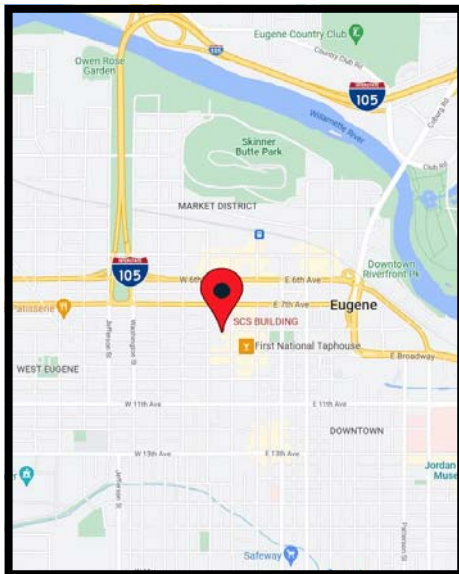 Eugene Country Club
Country Club Rd
105
Owen Rose
Garden
INTERSTATE
105
Coburg Rd
Willamette River
Skinner
Butte Park
Club Rd
MARKET DISTRICT
INTERSTATE
105
Downtown
Riverfront Pk
W 6th
E 6th Ave
E 7th Ave
Eugene
Patisserie
SCS BUILDING
Jefferson St
Washington St
First National Taphouse
E Broadway
WEST EUGENE
W 11th Ave
E 11th Ave
DOWNTOWN
W 13th Ave
E 13th Ave
Jordan
Muse
Jefferson St
Patterson St
Safeway